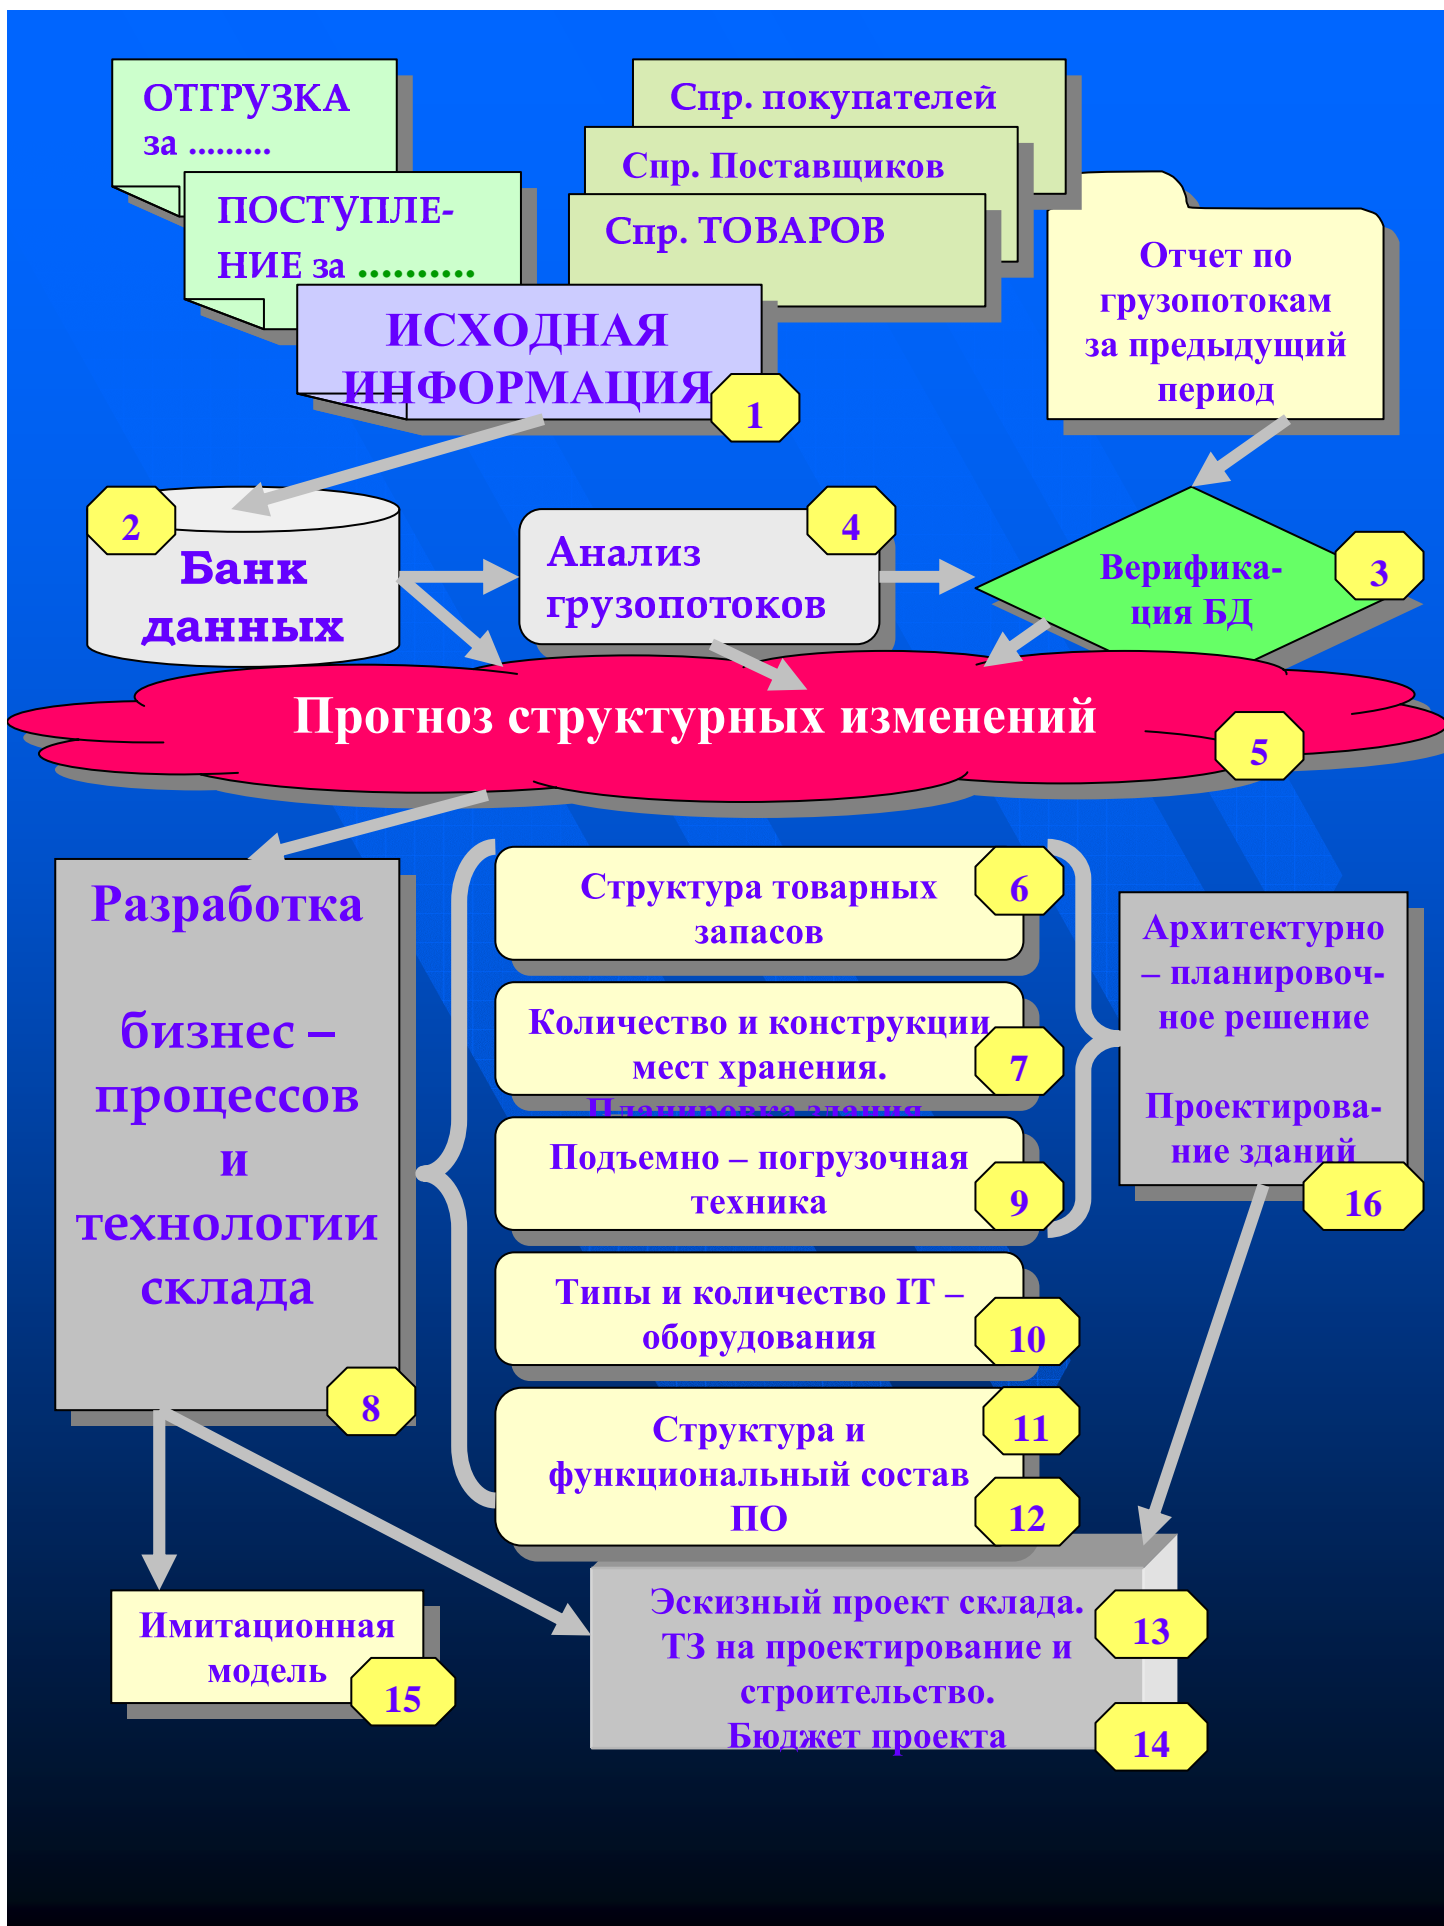 ОТГРУЗКА
за .........
ПОСТУПЛЕ-
НИЕ за ..........
Спр. покупателей
Спр. Поставщиков
Спр. ТОВАРОВ
ИСХОДНАЯ
ИНФОРМАЦИЯ
1
Отчет по
грузопотокам
за предыдущий
период
2
Банк
данных
4
Анализ
грузопотоков
3
Верифика-
ция БД
Прогноз структурных изменений
5
Разработка
бизнес –
процессов
и
технологии
склада
8
Структура товарных
запасов
6
Количество и конструкции
мест хранения.
Планировка здания
7
Подъемно – погрузочная
техника
9
Типы и количество IT –
оборудования
10
Структура и
функциональный состав
ПО
11
12
Архитектурно
– планировоч-
ное решение
Проектирова-
ние зданий
16
Имитационная
модель
15
Эскизный проект склада.
ТЗ на проектирование и
строительство.
Бюджет проекта
13
14